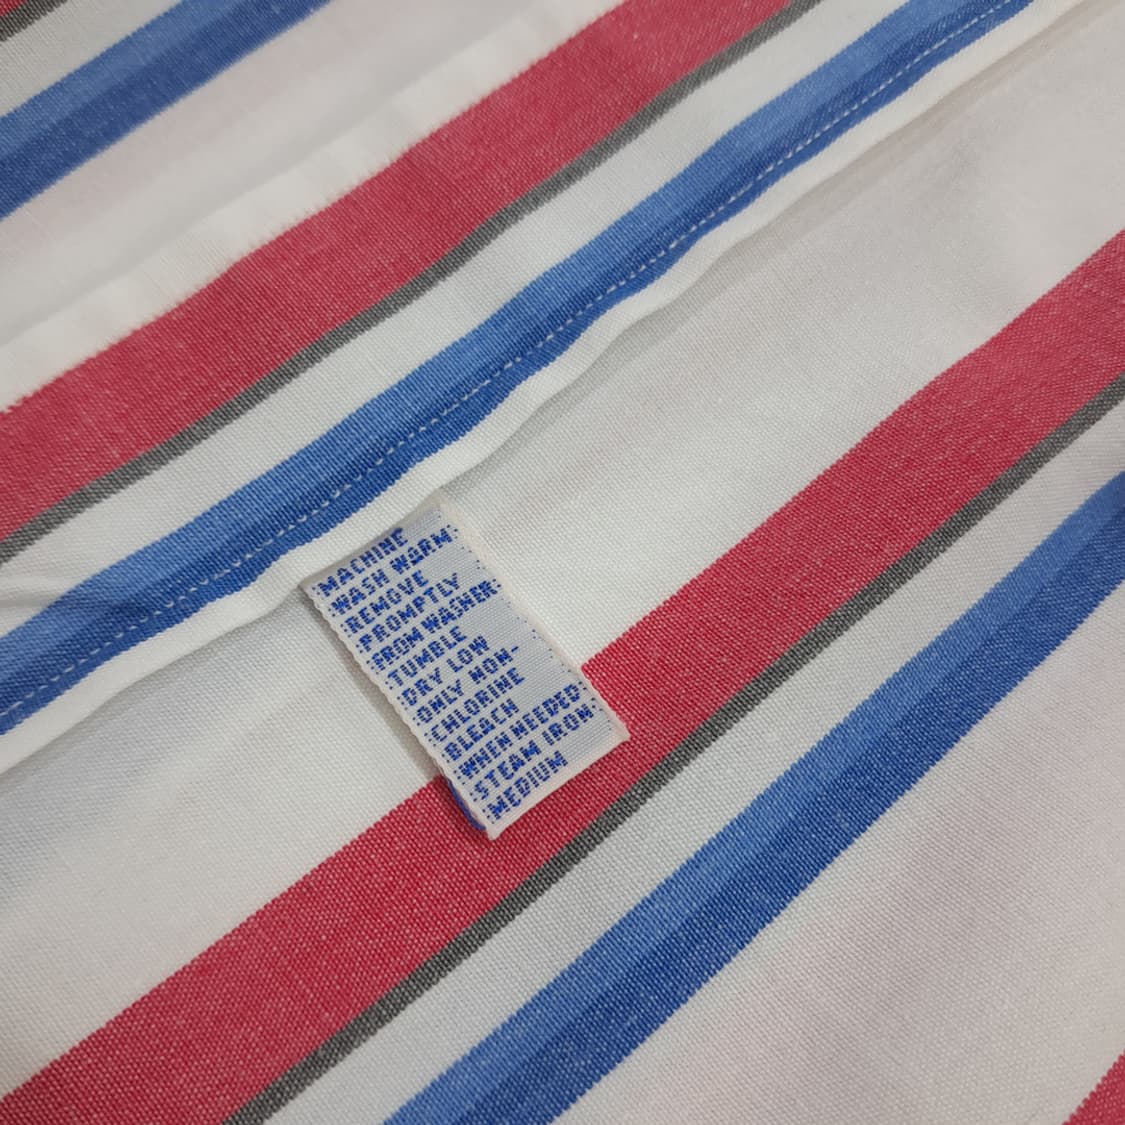 MACHINE
WASH WARM
REMOVE
PROMPTLY
FROM WASHER.
TUMBLE
DRY LOW
ONLY NON-
CHLORINE
BLEACH
WHEN NEEDED
STEAM IRON
MEDIUM